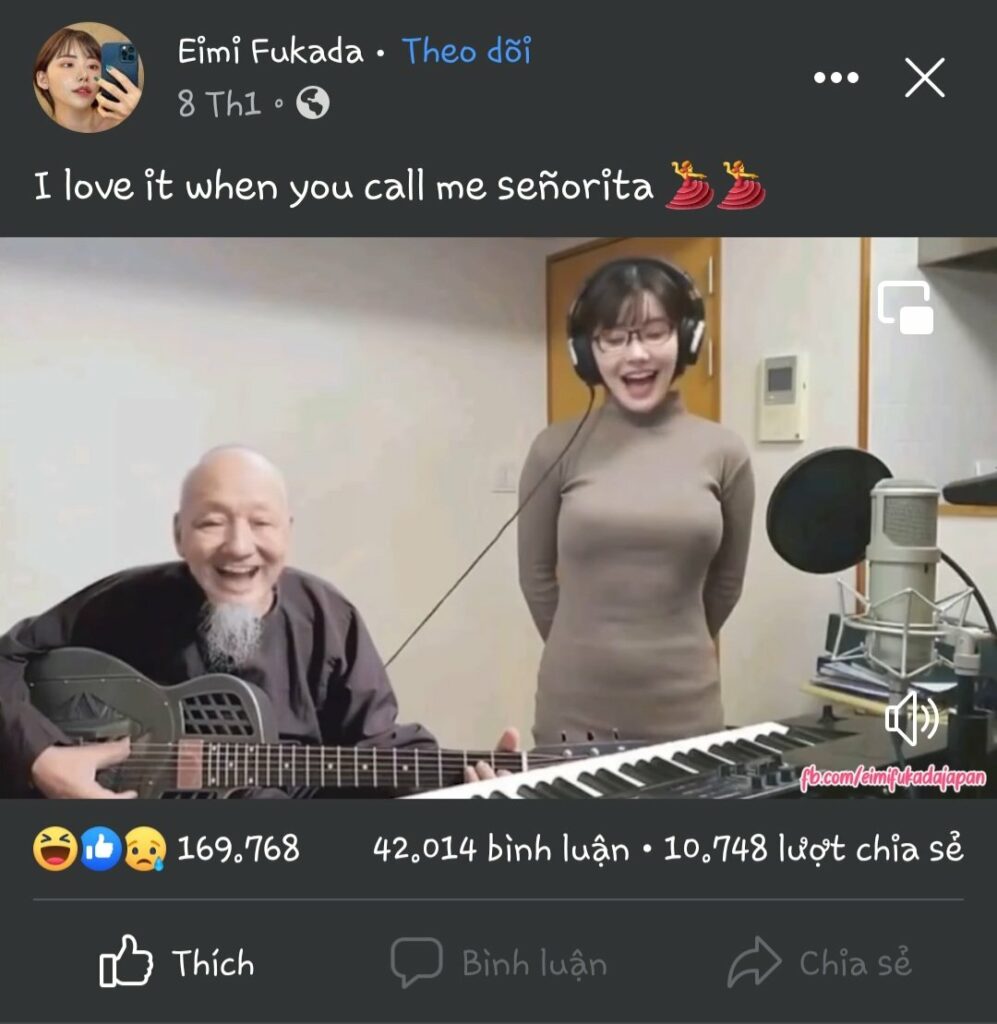 Eimi Fukada • Theo dõi
8 Th1
I love it when you call me señorita 💃💃
fb.com/eimifukadajapan
169.768 42.014 bình luận • 10.748 lượt chia sẻ
Thích Bình luận Chia sẻ